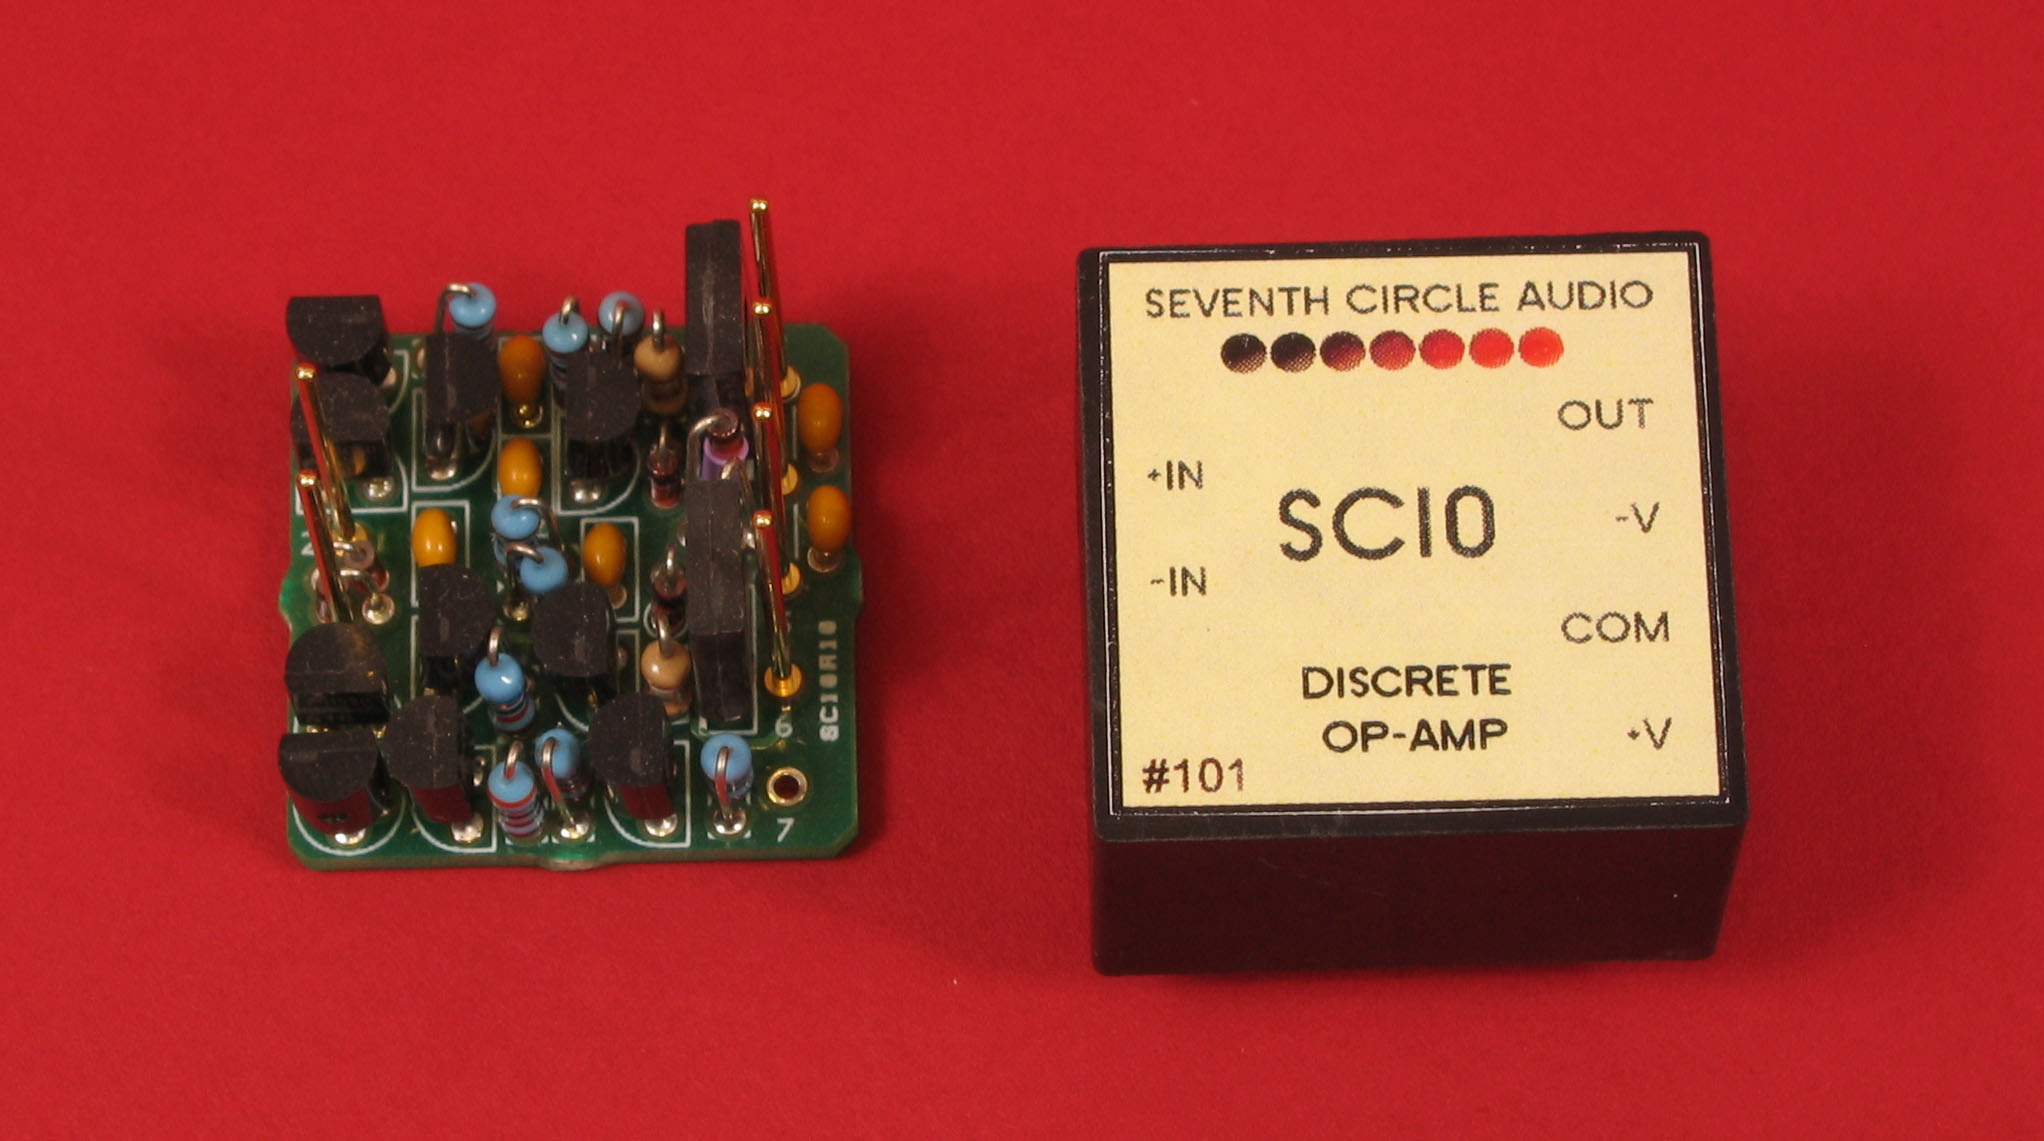 SEVENTH CIRCLE AUDIO
OUT
+IN
SC10
-V
-IN
COM
DISCRETE
OP-AMP
+V
#101
SC10R10
6
7